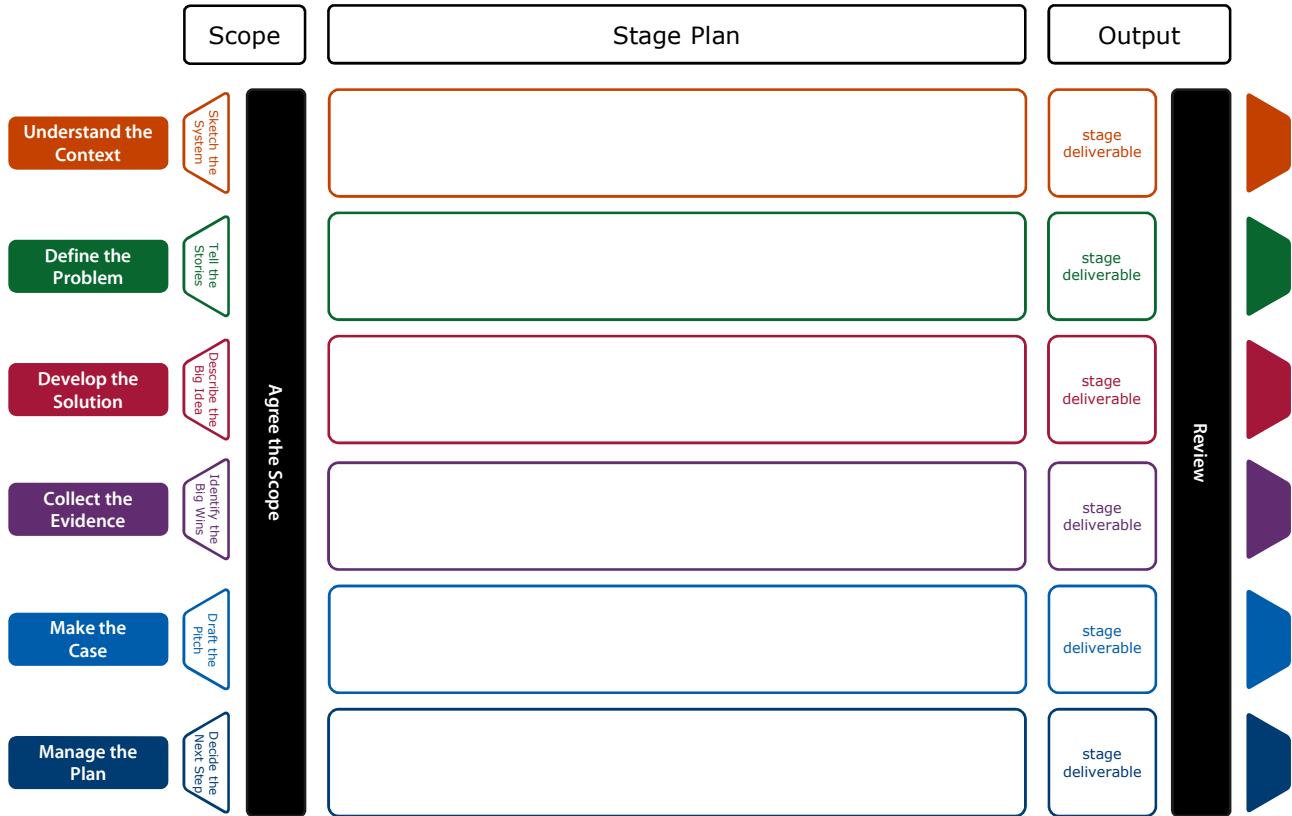 Scope
Stage Plan
Output
Understand the
Context
Sketch the
System
stage
deliverable
Define the
Problem
Tell the
Stories
stage
deliverable
Develop the
Solution
Describe the
Big Idea
stage
deliverable
Agree the Scope
Review
Collect the
Evidence
Identify the
Big Wins
stage
deliverable
Make the
Case
Draft the
Pitch
stage
deliverable
Manage the
Plan
Decide the
Next Step
stage
deliverable